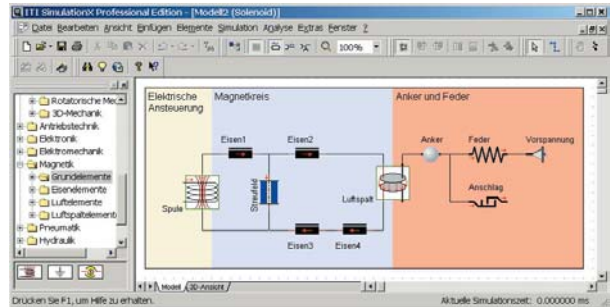 ITI SimulationX Professional Edition - [Modell2 (Solenoid)]
Datei Bearbeiten Ansicht Einfügen Elemente Simulation Analyse Extras Fenster ?
100%
Rotatorische Mec
3D-Mechanik
Antriebstechnik
Elektronik
Elektromechanik
Magnetik
Grundelemente
Eisenelemente
Luftelemente
Luftspaltelement
Pneumatik
Hydraulik
Elektrische
Ansteuerung
Magnetkreis
Anker und Feder
Eisen1
Eisen2
Anker
Feder
Vorspannung
Spule
Streufeld
Luftspalt
Anschlag
Eisen3
Eisen4
Modell
3D-Ansicht
Drücken Sie F1, um Hilfe zu erhalten.
Aktuelle Simulationszeit: 0.000000 ms